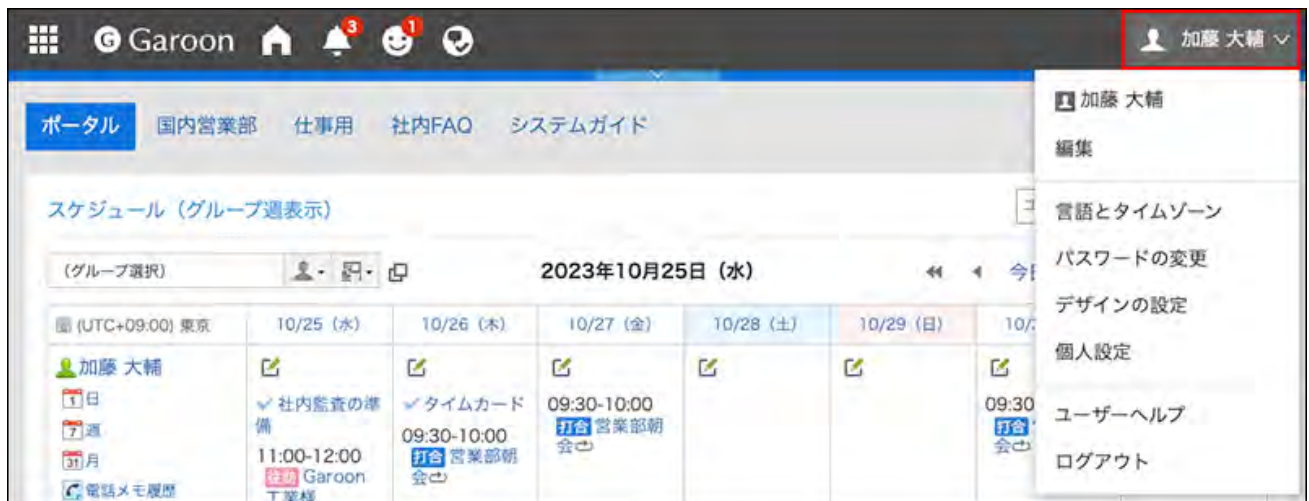 Garoon 3 1 加藤 大輔
加藤 大輔
編集
言語とタイムゾーン
パスワードの変更
デザインの設定
個人設定
ユーザーヘルプ
ログアウト
ポータル 国内営業部 仕事用 社内FAQ システムガイド
スケジュール（グループ週表示）
(グループ選択) 2023年10月25日（水）
(UTC+09:00) 東京 10/25（水） 10/26（木） 10/27（金） 10/28（土） 10/29（日）
加藤 大輔
1 日
7 週
31 月
電話メモ履歴
社内監査の準
備
11:00-12:00
往訪 Garoon
工業様
タイムカード
09:30-10:00
打合 営業部朝
会
09:30-10:00
打合 営業部朝
会
09:30
打合
会